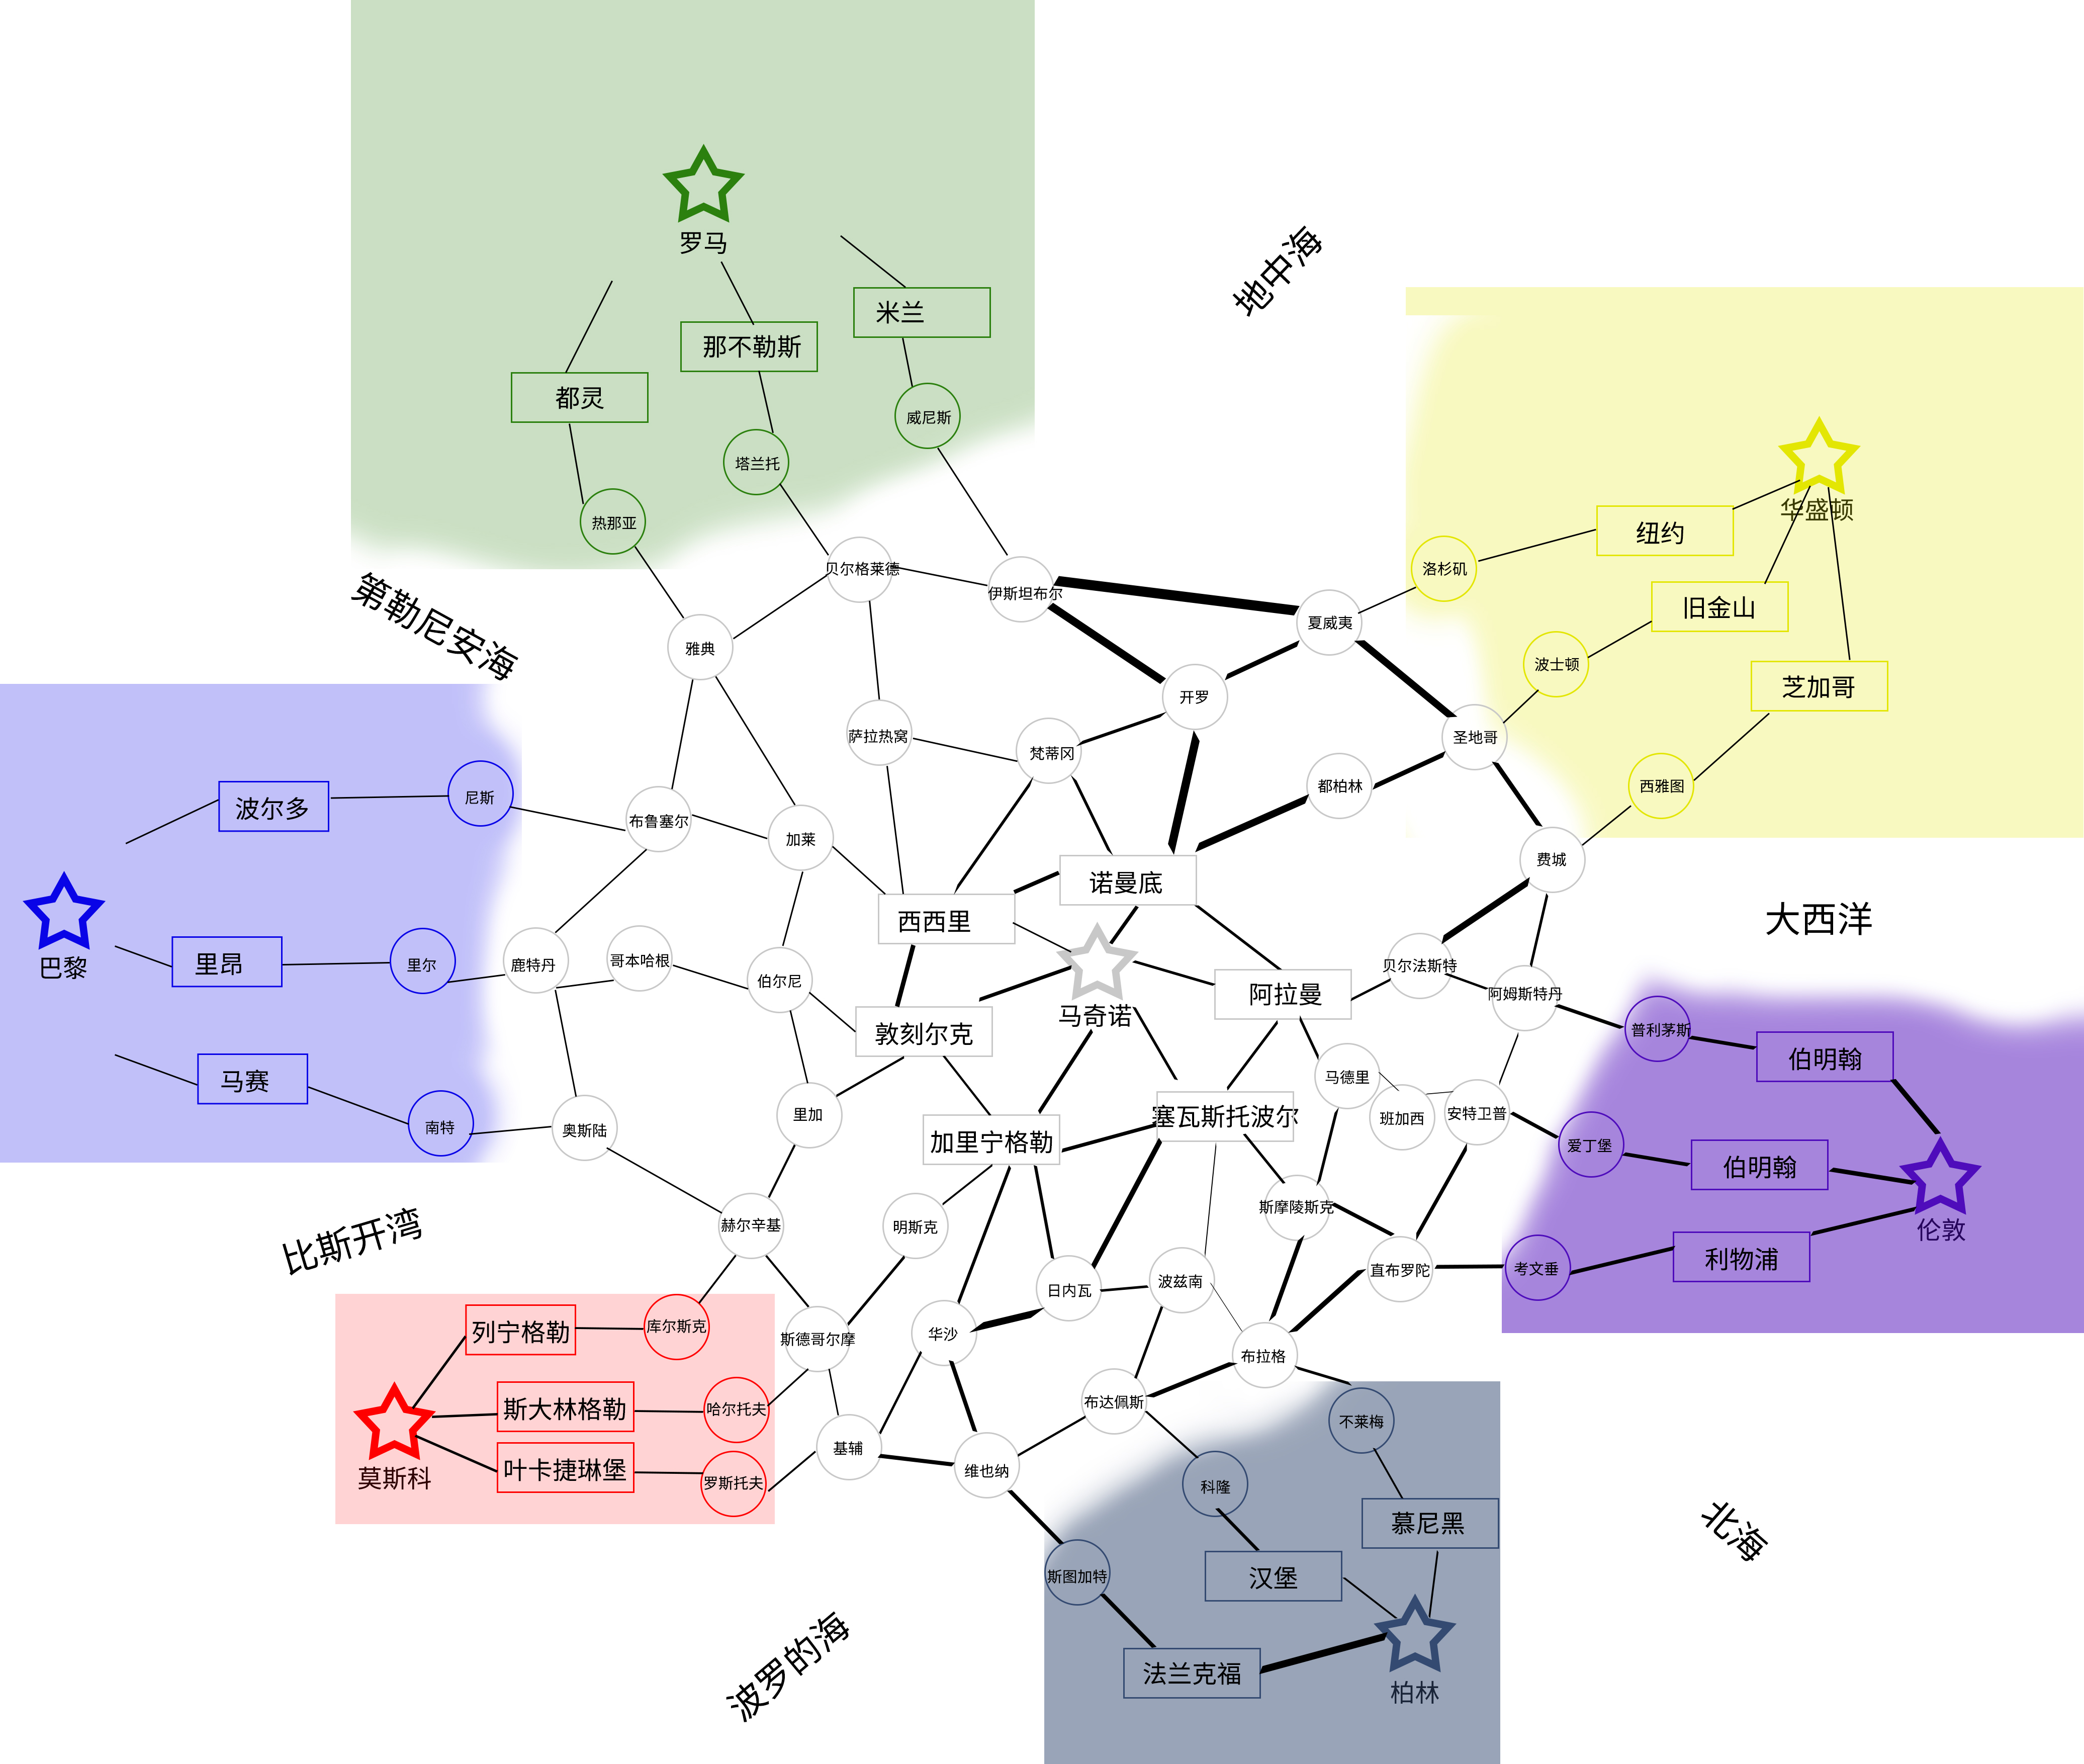 罗马
地中海
米兰
那不勒斯
都灵
威尼斯
塔兰托
热那亚
华盛顿
纽约
洛杉矶
旧金山
波士顿
芝加哥
西雅图
第勒尼安海
贝尔格莱德
伊斯坦布尔
夏威夷
雅典
开罗
圣地哥
萨拉热窝
梵蒂冈
都柏林
尼斯
波尔多
布鲁塞尔
加莱
费城
诺曼底
西西里
大西洋
巴黎
里昂
里尔
鹿特丹
哥本哈根
伯尔尼
贝尔法斯特
阿拉曼
阿姆斯特丹
马奇诺
敦刻尔克
普利茅斯
伯明翰
马赛
南特
奥斯陆
里加
加里宁格勒
塞瓦斯托波尔
马德里
班加西
安特卫普
爱丁堡
伯明翰
比斯开湾
赫尔辛基
明斯克
斯摩陵斯克
伦敦
日内瓦
波兹南
直布罗陀
考文垂
利物浦
列宁格勒
库尔斯克
斯德哥尔摩
华沙
布拉格
莫斯科
斯大林格勒
哈尔托夫
布达佩斯
不莱梅
叶卡捷琳堡
罗斯托夫
基辅
维也纳
科隆
慕尼黑
北海
斯图加特
汉堡
波罗的海
法兰克福
柏林